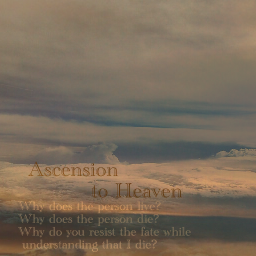 Ascension
to Heaven
Why does the person live?
Why does the person die?
Why do you resist the fate while
understanding that I die?